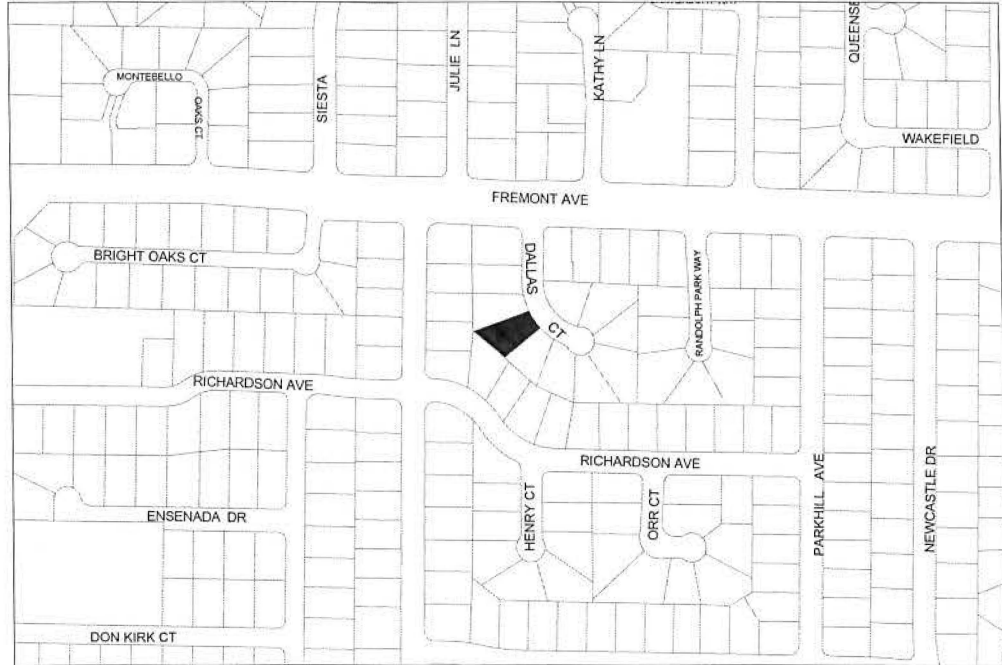 MONTEBELLO
OAKS CT
SIESTA
JULIE LN
KATHY LN
QUEENSB
WAKEFIELD
FREMONT AVE
BRIGHT OAKS CT
DALLAS
CT
RANDOLPH PARK WAY
RICHARDSON AVE
RICHARDSON AVE
PARKHILL AVE
NEWCASTLE DR
HENRY CT
ORR CT
ENSENADA DR
DON KIRK CT